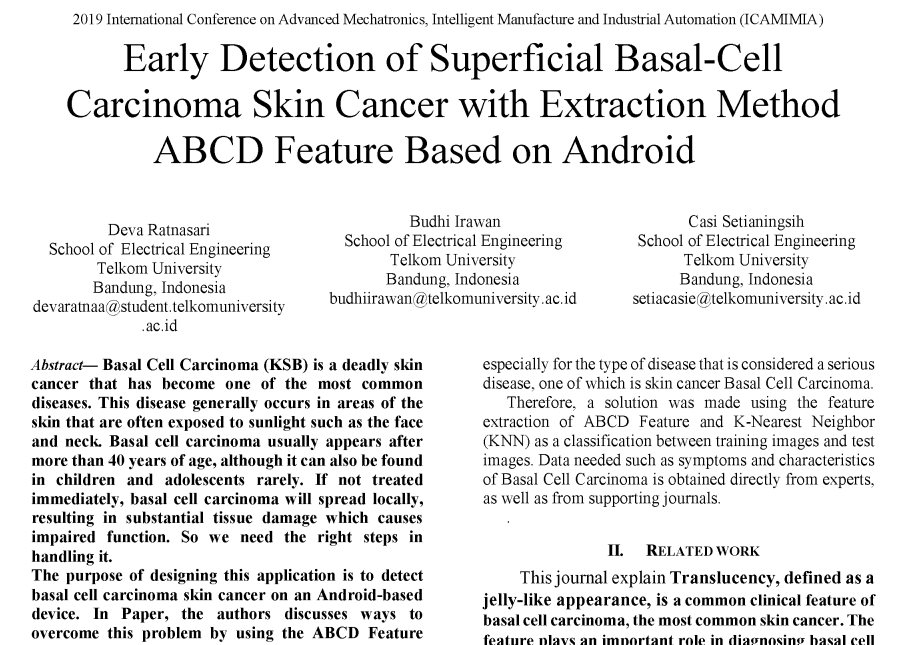 2019 International Conference on Advanced Mechatronics, Intelligent Manufacture and Industrial Automation (ICAMIMIA)
Early Detection of Superficial Basal-Cell
Carcinoma Skin Cancer with Extraction Method
ABCD Feature Based on Android
Deva Ratnasari
School of Electrical Engineering
Telkom University
Bandung, Indonesia
devaratnaa@student.telkomuniversity
.ac.id
Budhi Irawan
School of Electrical Engineering
Telkom University
Bandung, Indonesia
budhiirawan@telkomuniversity.ac.id
Casi Setianingsih
School of Electrical Engineering
Telkom University
Bandung, Indonesia
setiacasie@telkomuniversity.ac.id
Abstract— Basal Cell Carcinoma (KSB) is a deadly skin
cancer that has become one of the most common
diseases. This disease generally occurs in areas of the
skin that are often exposed to sunlight such as the face
and neck. Basal cell carcinoma usually appears after
more than 40 years of age, although it can also be found
in children and adolescents rarely. If not treated
immediately, basal cell carcinoma will spread locally,
resulting in substantial tissue damage which causes
impaired function. So we need the right steps in
handling it.
The purpose of designing this application is to detect
basal cell carcinoma skin cancer on an Android-based
device. In Paper, the authors discusses ways to
overcome this problem by using the ABCD Feature
especially for the type of disease that is considered a serious
disease, one of which is skin cancer Basal Cell Carcinoma.
Therefore, a solution was made using the feature
extraction of ABCD Feature and K-Nearest Neighbor
(KNN) as a classification between training images and test
images. Data needed such as symptoms and characteristics
of Basal Cell Carcinoma is obtained directly from experts,
as well as from supporting journals.
.
II. RELATED WORK
This journal explain Translucency, defined as a
jelly-like appearance, is a common clinical feature of
basal cell carcinoma, the most common skin cancer. The
feature plays an important role in diagnosing basal cell